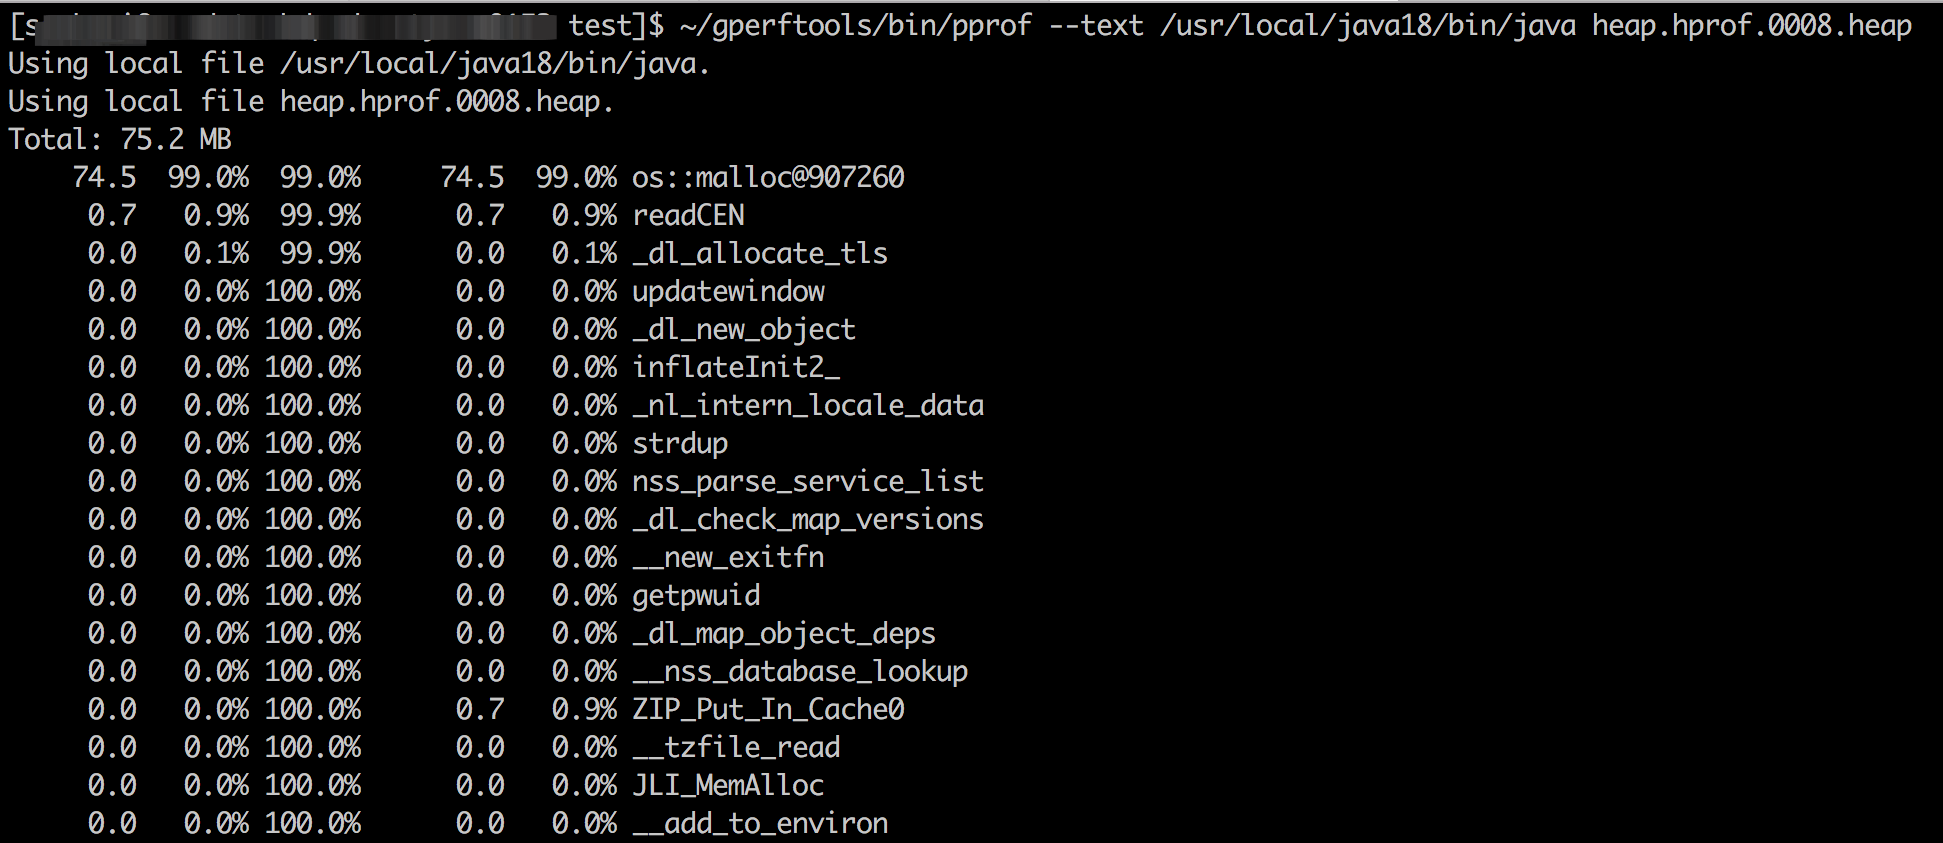 test]$ ~/gperftools/bin/pprof --text /usr/local/java18/bin/java heap.hprof.0008.heap
Using local file /usr/local/java18/bin/java.
Using local file heap.hprof.0008.heap.
Total: 75.2 MB
74.5 99.0% 99.0% 74.5 99.0% os::malloc@907260
0.7 0.9% 99.9% 0.7 0.9% readCEN
0.0 0.1% 99.9% 0.0 0.1% _dl_allocate_tls
0.0 0.0% 100.0% 0.0 0.0% updatewindow
0.0 0.0% 100.0% 0.0 0.0% _dl_new_object
0.0 0.0% 100.0% 0.0 0.0% inflateInit2_
0.0 0.0% 100.0% 0.0 0.0% _nl_intern_locale_data
0.0 0.0% 100.0% 0.0 0.0% strdup
0.0 0.0% 100.0% 0.0 0.0% nss_parse_service_list
0.0 0.0% 100.0% 0.0 0.0% _dl_check_map_versions
0.0 0.0% 100.0% 0.0 0.0% __new_exitfn
0.0 0.0% 100.0% 0.0 0.0% getpwuid
0.0 0.0% 100.0% 0.0 0.0% _dl_map_object_deps
0.0 0.0% 100.0% 0.0 0.0% __nss_database_lookup
0.0 0.0% 100.0% 0.7 0.9% ZIP_Put_In_Cache0
0.0 0.0% 100.0% 0.0 0.0% __tzfile_read
0.0 0.0% 100.0% 0.0 0.0% JLI_MemAlloc
0.0 0.0% 100.0% 0.0 0.0% __add_to_environ